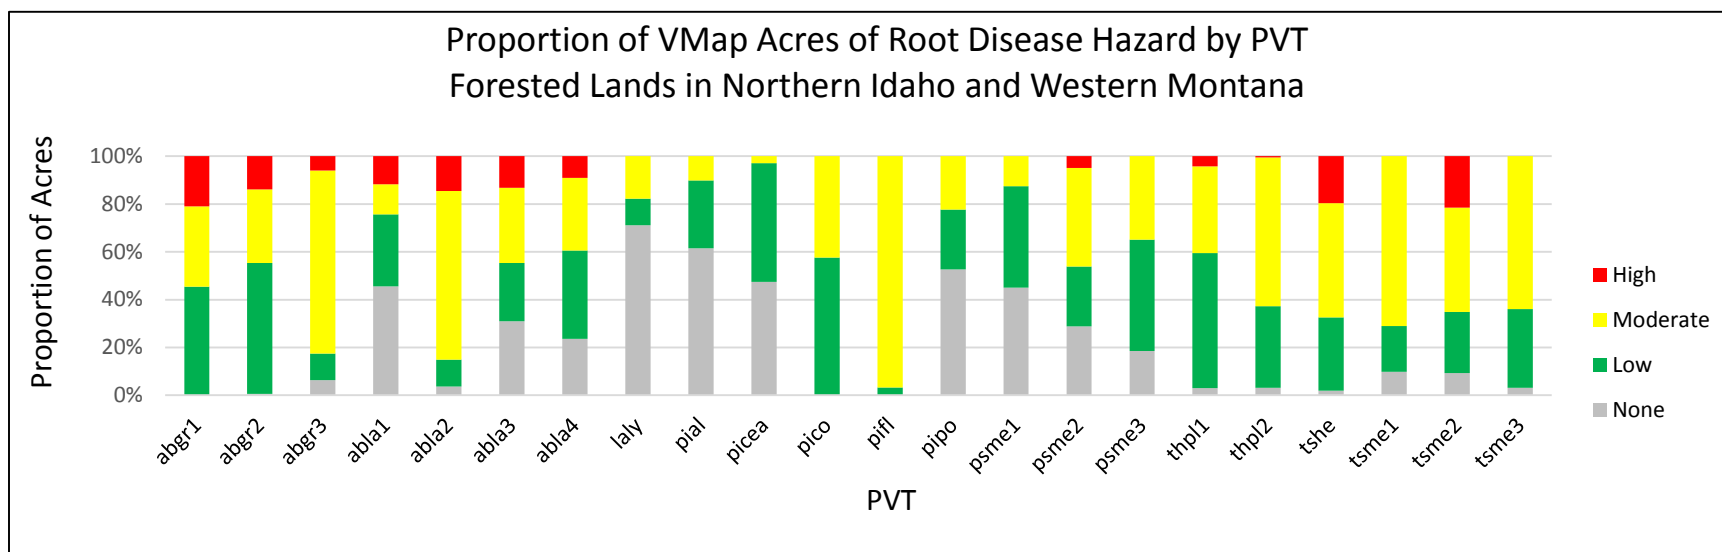 Proportion of VMap Acres of Root Disease Hazard by PVT
Forested Lands in Northern Idaho and Western Montana
Proportion of Acres
100%
80%
60%
40%
20%
0%
abgr1
abgr2
abgr3
abla1
abla2
abla3
abla4
laly
pial
picea
pico
pifl
pipo
psme1
psme2
psme3
thpl1
thpl2
tshe
tsme1
tsme2
tsme3
PVT
High
Moderate
Low
None